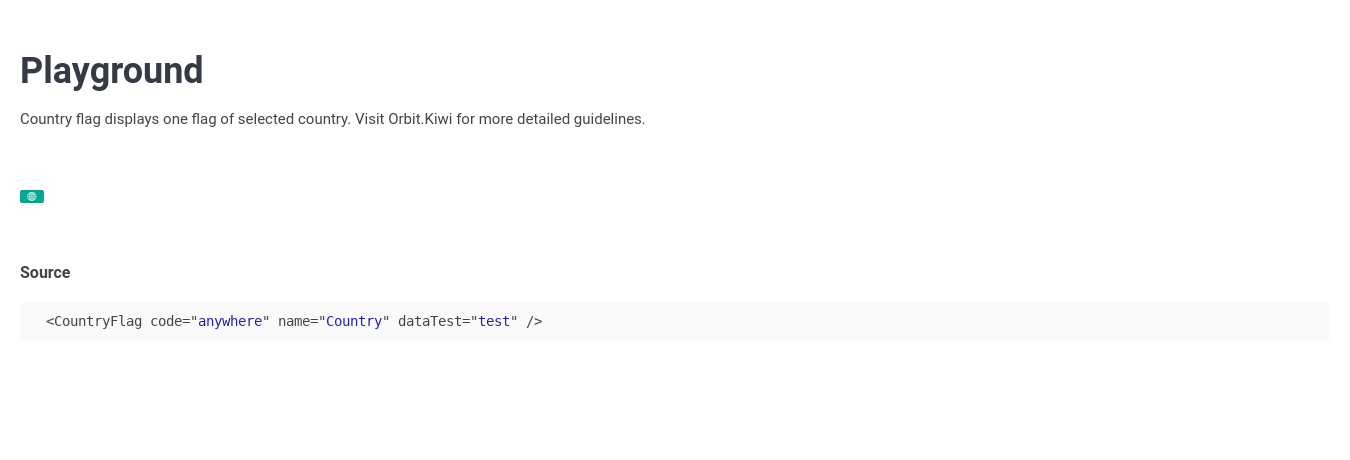 Playground
Country flag displays one flag of selected country. Visit Orbit.Kiwi for more detailed guidelines.
Source
<CountryFlag code="anywhere" name="Country" dataTest="test" />